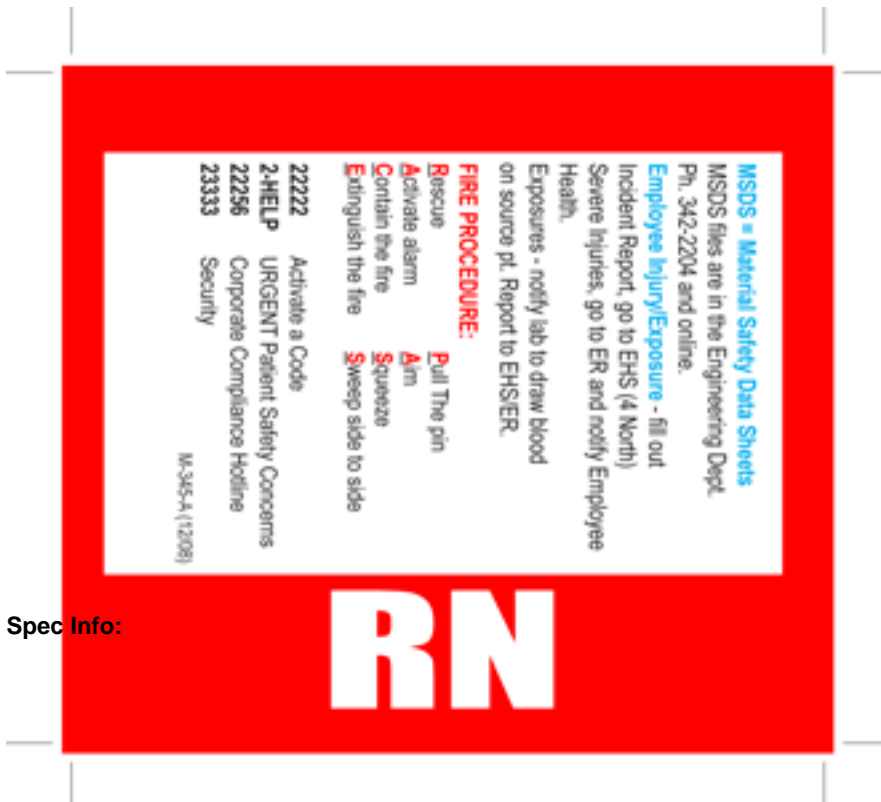 MSDS = Material Safety Data Sheets
MSDS files are in the Engineering Dept.
Ph. 342-2204 and online.
Employee Injury/Exposure - fill out
Incident Report, go to EHS (4 North)
Severe Injuries, go to ER and notify Employee
Health.
Exposures - notify lab to draw blood
on source pt. Report to EHS/ER.
FIRE PROCEDURE:
Rescue Pull The pin
Activate alarm Aim
Contain the fire Squeeze
Extinguish the fire Sweep side to side
22222 Activate a Code
2-HELP URGENT Patient Safety Concerns
22256 Corporate Compliance Hotline
23333 Security
M-345-A (12/08)
Spec Info:
RN